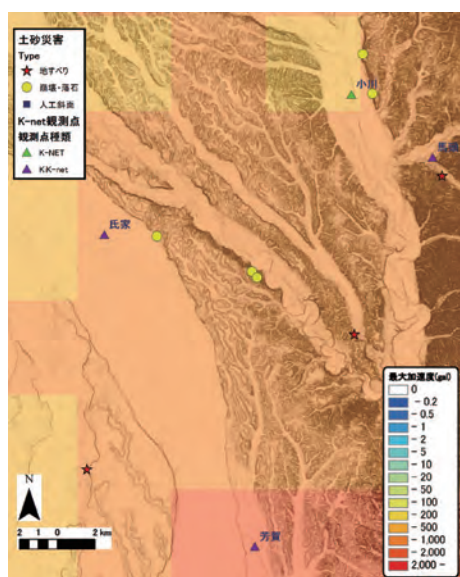 土砂災害
Type
地すべり
崩壊・落石
人工斜面
K-net観測点
観測点種類
K-NET
KiK-net
小川
馬頭
氏家
芳賀
N
2 1 0 2 km
最大加速度(gal)
0
- 0.2
- 0.5
- 1
- 2
- 5
- 10
- 20
- 50
- 100
- 200
- 500
- 1,000
- 2,000
2,000 -